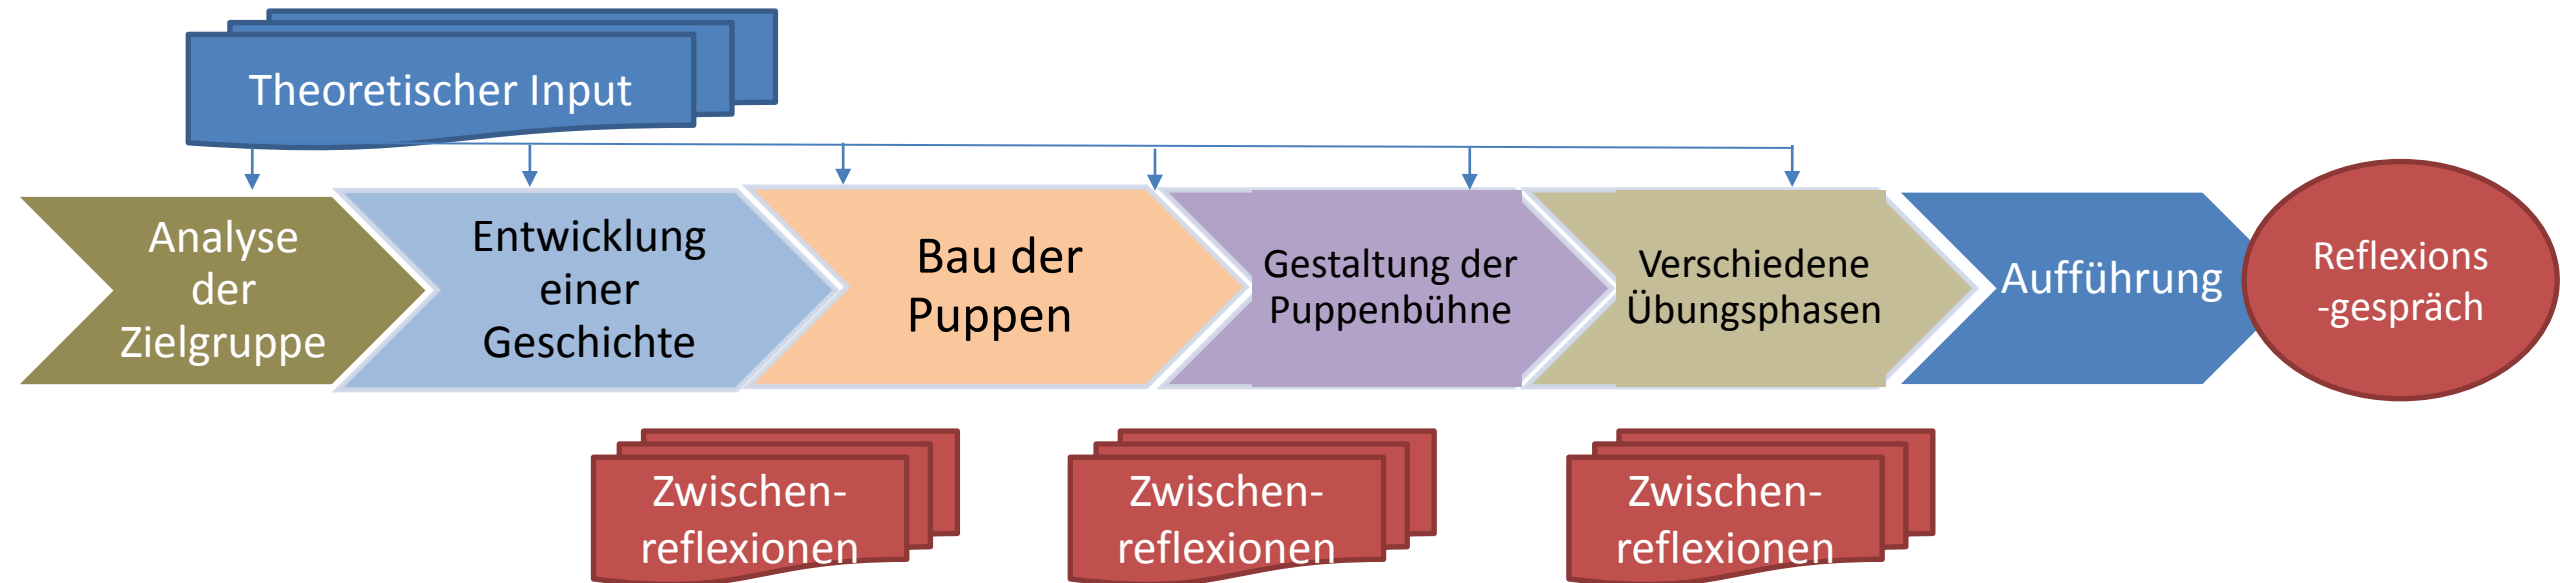 Theoretischer Input
Analyse
der
Zielgruppe
Entwicklung
einer
Geschichte
Bau der
Puppen
Gestaltung der
Puppenbühne
Verschiedene
Übungsphasen
Aufführung
Reflexions
-gespräch
Zwischen-
reflexionen
Zwischen-
reflexionen
Zwischen-
reflexionen